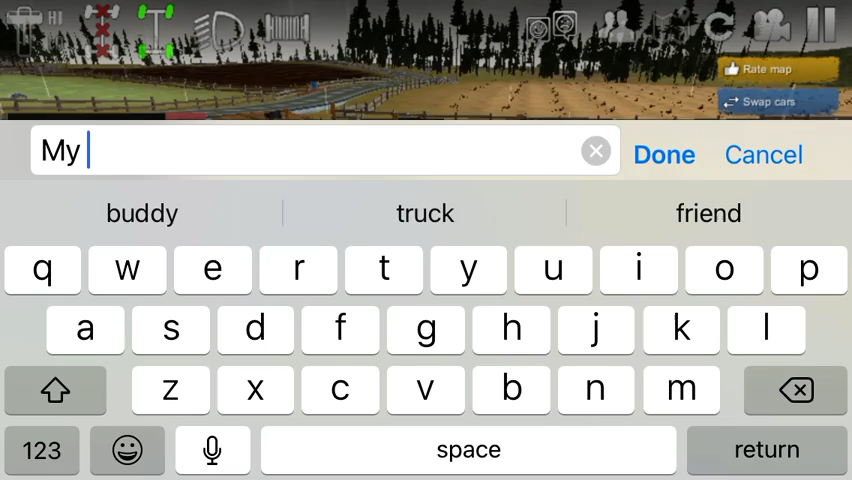 HI
Rate map
Swap cars
My
Done
Cancel
buddy truck friend
q w e r t y u i o p
a s d f g h j k l
z x c v b n m
123 space return